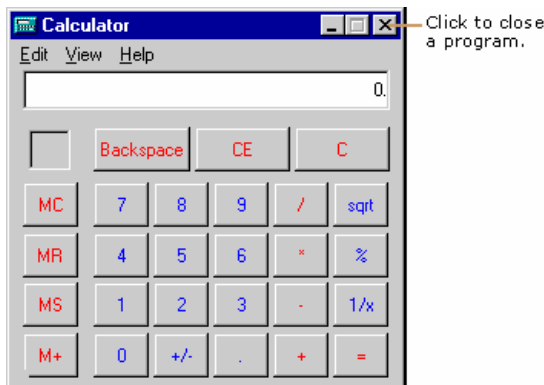 Calculator
Click to close
a program.
Edit View Help
0.
Backspace CE C
MC 7 8 9 / sqrt
MR 4 5 6 * %
MS 1 2 3 - 1/x
M+ 0 +/- . + =